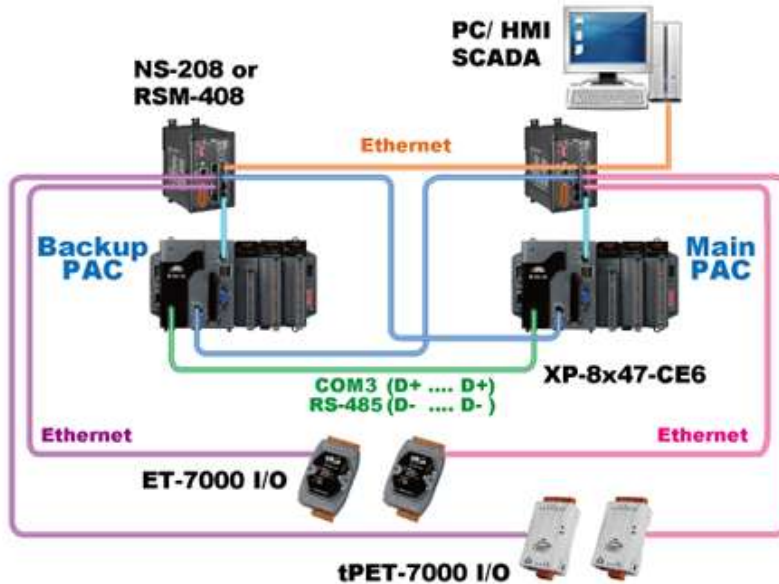 PC/ HMI
SCADA
NS-208 or
RSM-408
Ethernet
Backup
PAC
Main
PAC
XP-8x47-CE6
COM3 (D+ .... D+)
RS-485 (D- .... D- )
Ethernet
Ethernet
ET-7000 I/O
tPET-7000 I/O